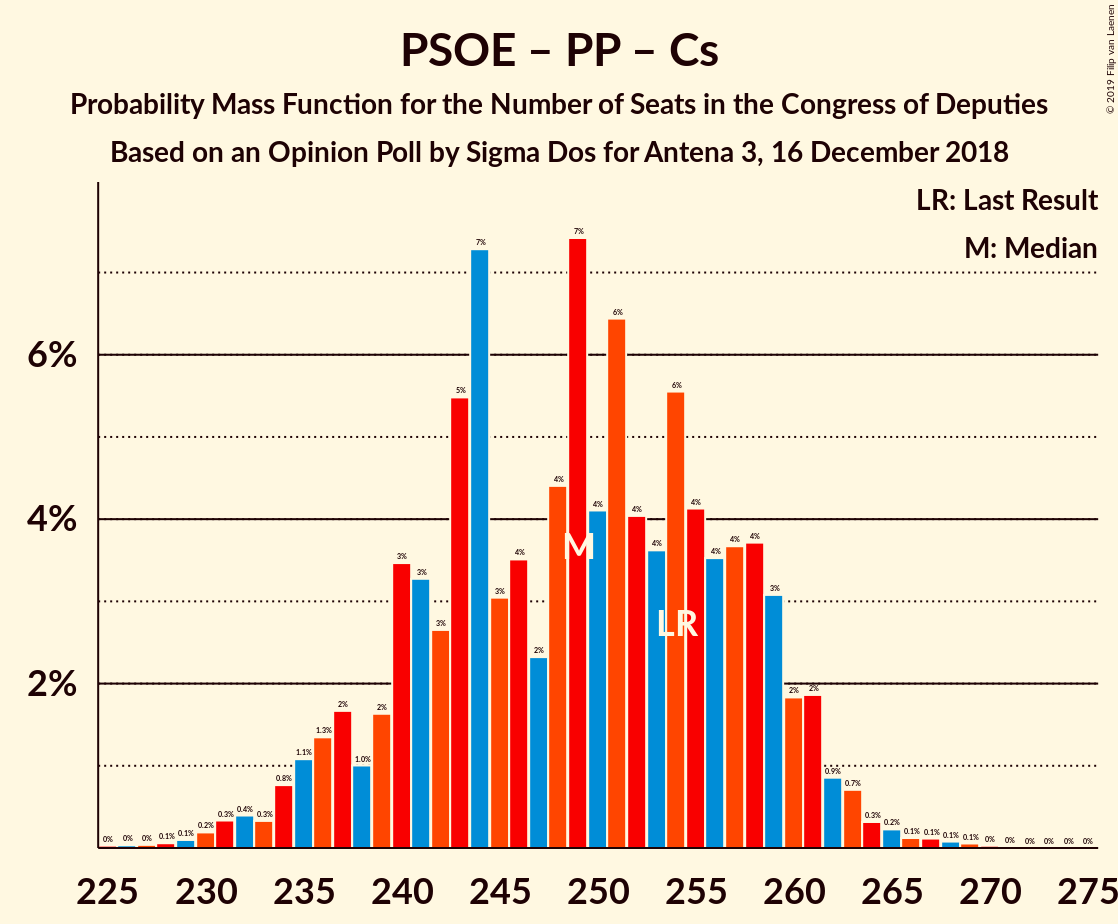 © 2019 Filip van Laenen
PSOE – PP – Cs
Probability Mass Function for the Number of Seats in the Congress of Deputies
Based on an Opinion Poll by Sigma Dos for Antena 3, 16 December 2018
LR: Last Result
M: Median
6%
4%
2%
0% 0% 0% 0.1% 0.1% 0.2% 0.3% 0.4% 0.3% 0.8% 1.1% 1.3% 2% 1.0% 2% 3% 3% 3% 5% 7% 3% 4% 2% 4% 7% 4% 6% 4% 4% 6% 4% 4% 4% 4% 3% 2% 2% 0.9% 0.7% 0.3% 0.2% 0.1% 0.1% 0.1% 0.1% 0% 0% 0% 0% 0% 0%
M
LR
225 230 235 240 245 250 255 260 265 270 275